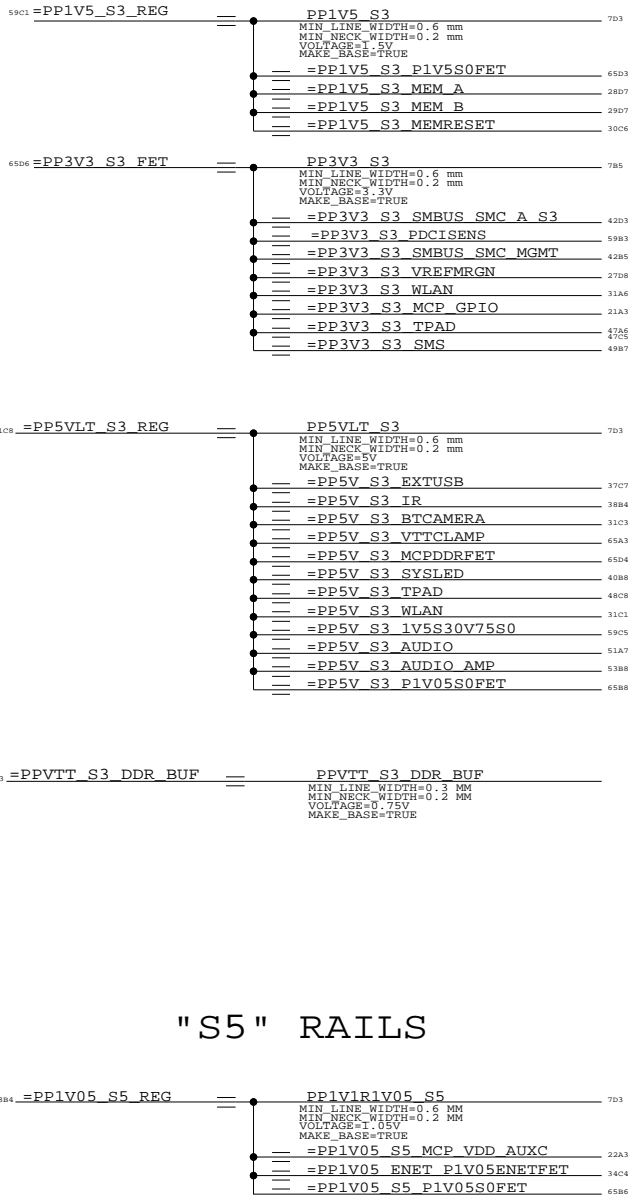 59C1 =PP1V5_S3_REG PP1V5_S3 7D3
MIN_LINE_WIDTH=0.6 mm
MIN_NECK_WIDTH=0.2 mm
VOLTAGE=1.5V
MAKE_BASE=TRUE
=PP1V5_S3_P1V5S0FET 65D3
=PP1V5_S3_MEM_A 28D7
=PP1V5_S3_MEM_B 29D7
=PP1V5_S3_MEMRESET 30C6
65D6 =PP3V3_S3_FET PP3V3_S3 7B5
MIN_LINE_WIDTH=0.6 mm
MIN_NECK_WIDTH=0.2 mm
VOLTAGE=3.3V
MAKE_BASE=TRUE
=PP3V3_S3_SMBUS_SMC_A_S3 42D3
=PP3V3_S3_PDCISENS 59B3
=PP3V3_S3_SMBUS_SMC_MGMT 42B5
=PP3V3_S3_VREFMRGN 27D8
=PP3V3_S3_WLAN 31A6
=PP3V3_S3_MCP_GPIO 21A3
=PP3V3_S3_TPAD 47A6
47C5
=PP3V3_S3_SMS 49B7
=PP5VLT_S3_REG PP5VLT_S3 7D3
MIN_LINE_WIDTH=0.6 mm
MIN_NECK_WIDTH=0.2 mm
VOLTAGE=5V
MAKE_BASE=TRUE
=PP5V_S3_EXTUSB 37C7
=PP5V_S3_IR 38B4
=PP5V_S3_BTCAMERA 31C3
=PP5V_S3_VTTCLAMP 65A3
=PP5V_S3_MCPDDRFET 65D4
=PP5V_S3_SYSLED 40B8
=PP5V_S3_TPAD 48C8
=PP5V_S3_WLAN 31C1
=PP5V_S3_1V5S30V75S0 59C5
=PP5V_S3_AUDIO 51A7
=PP5V_S3_AUDIO_AMP 53B8
=PP5V_S3_P1V05S0FET 65B8
=PPVTT_S3_DDR_BUF PPVTT_S3_DDR_BUF
MIN_LINE_WIDTH=0.3 MM
MIN_NECK_WIDTH=0.2 MM
VOLTAGE=0.75V
MAKE_BASE=TRUE
"S5" RAILS
=PP1V05_S5_REG PP1V1R1V05_S5 7D3
MIN_LINE_WIDTH=0.6 MM
MIN_NECK_WIDTH=0.2 MM
VOLTAGE=1.05V
MAKE_BASE=TRUE
=PP1V05_S5_MCP_VDD_AUXC 22A3
=PP1V05_ENET_P1V05ENETFET 34C4
=PP1V05_S5_P1V05S0FET 65B6